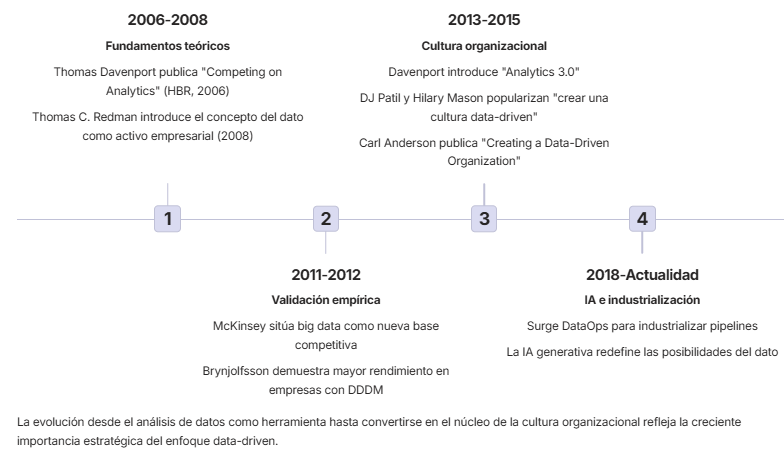 2006-2008
Fundamentos teóricos
Thomas Davenport publica "Competing on
Analytics" (HBR, 2006)
Thomas C. Redman introduce el concepto del dato
como activo empresarial (2008)
2013-2015
Cultura organizacional
Davenport introduce "Analytics 3.0"
DJ Patil y Hilary Mason popularizan "crear una
cultura data-driven"
Carl Anderson publica "Creating a Data-Driven
Organization"
1
2
3
4
2011-2012
Validación empírica
McKinsey sitúa big data como nueva base
competitiva
Brynjolfsson demuestra mayor rendimiento en
empresas con DDDM
2018-Actualidad
IA e industrialización
Surge DataOps para industrializar pipelines
La IA generativa redefine las posibilidades del dato
La evolución desde el análisis de datos como herramienta hasta convertirse en el núcleo de la cultura organizacional refleja la creciente
importancia estratégica del enfoque data-driven.